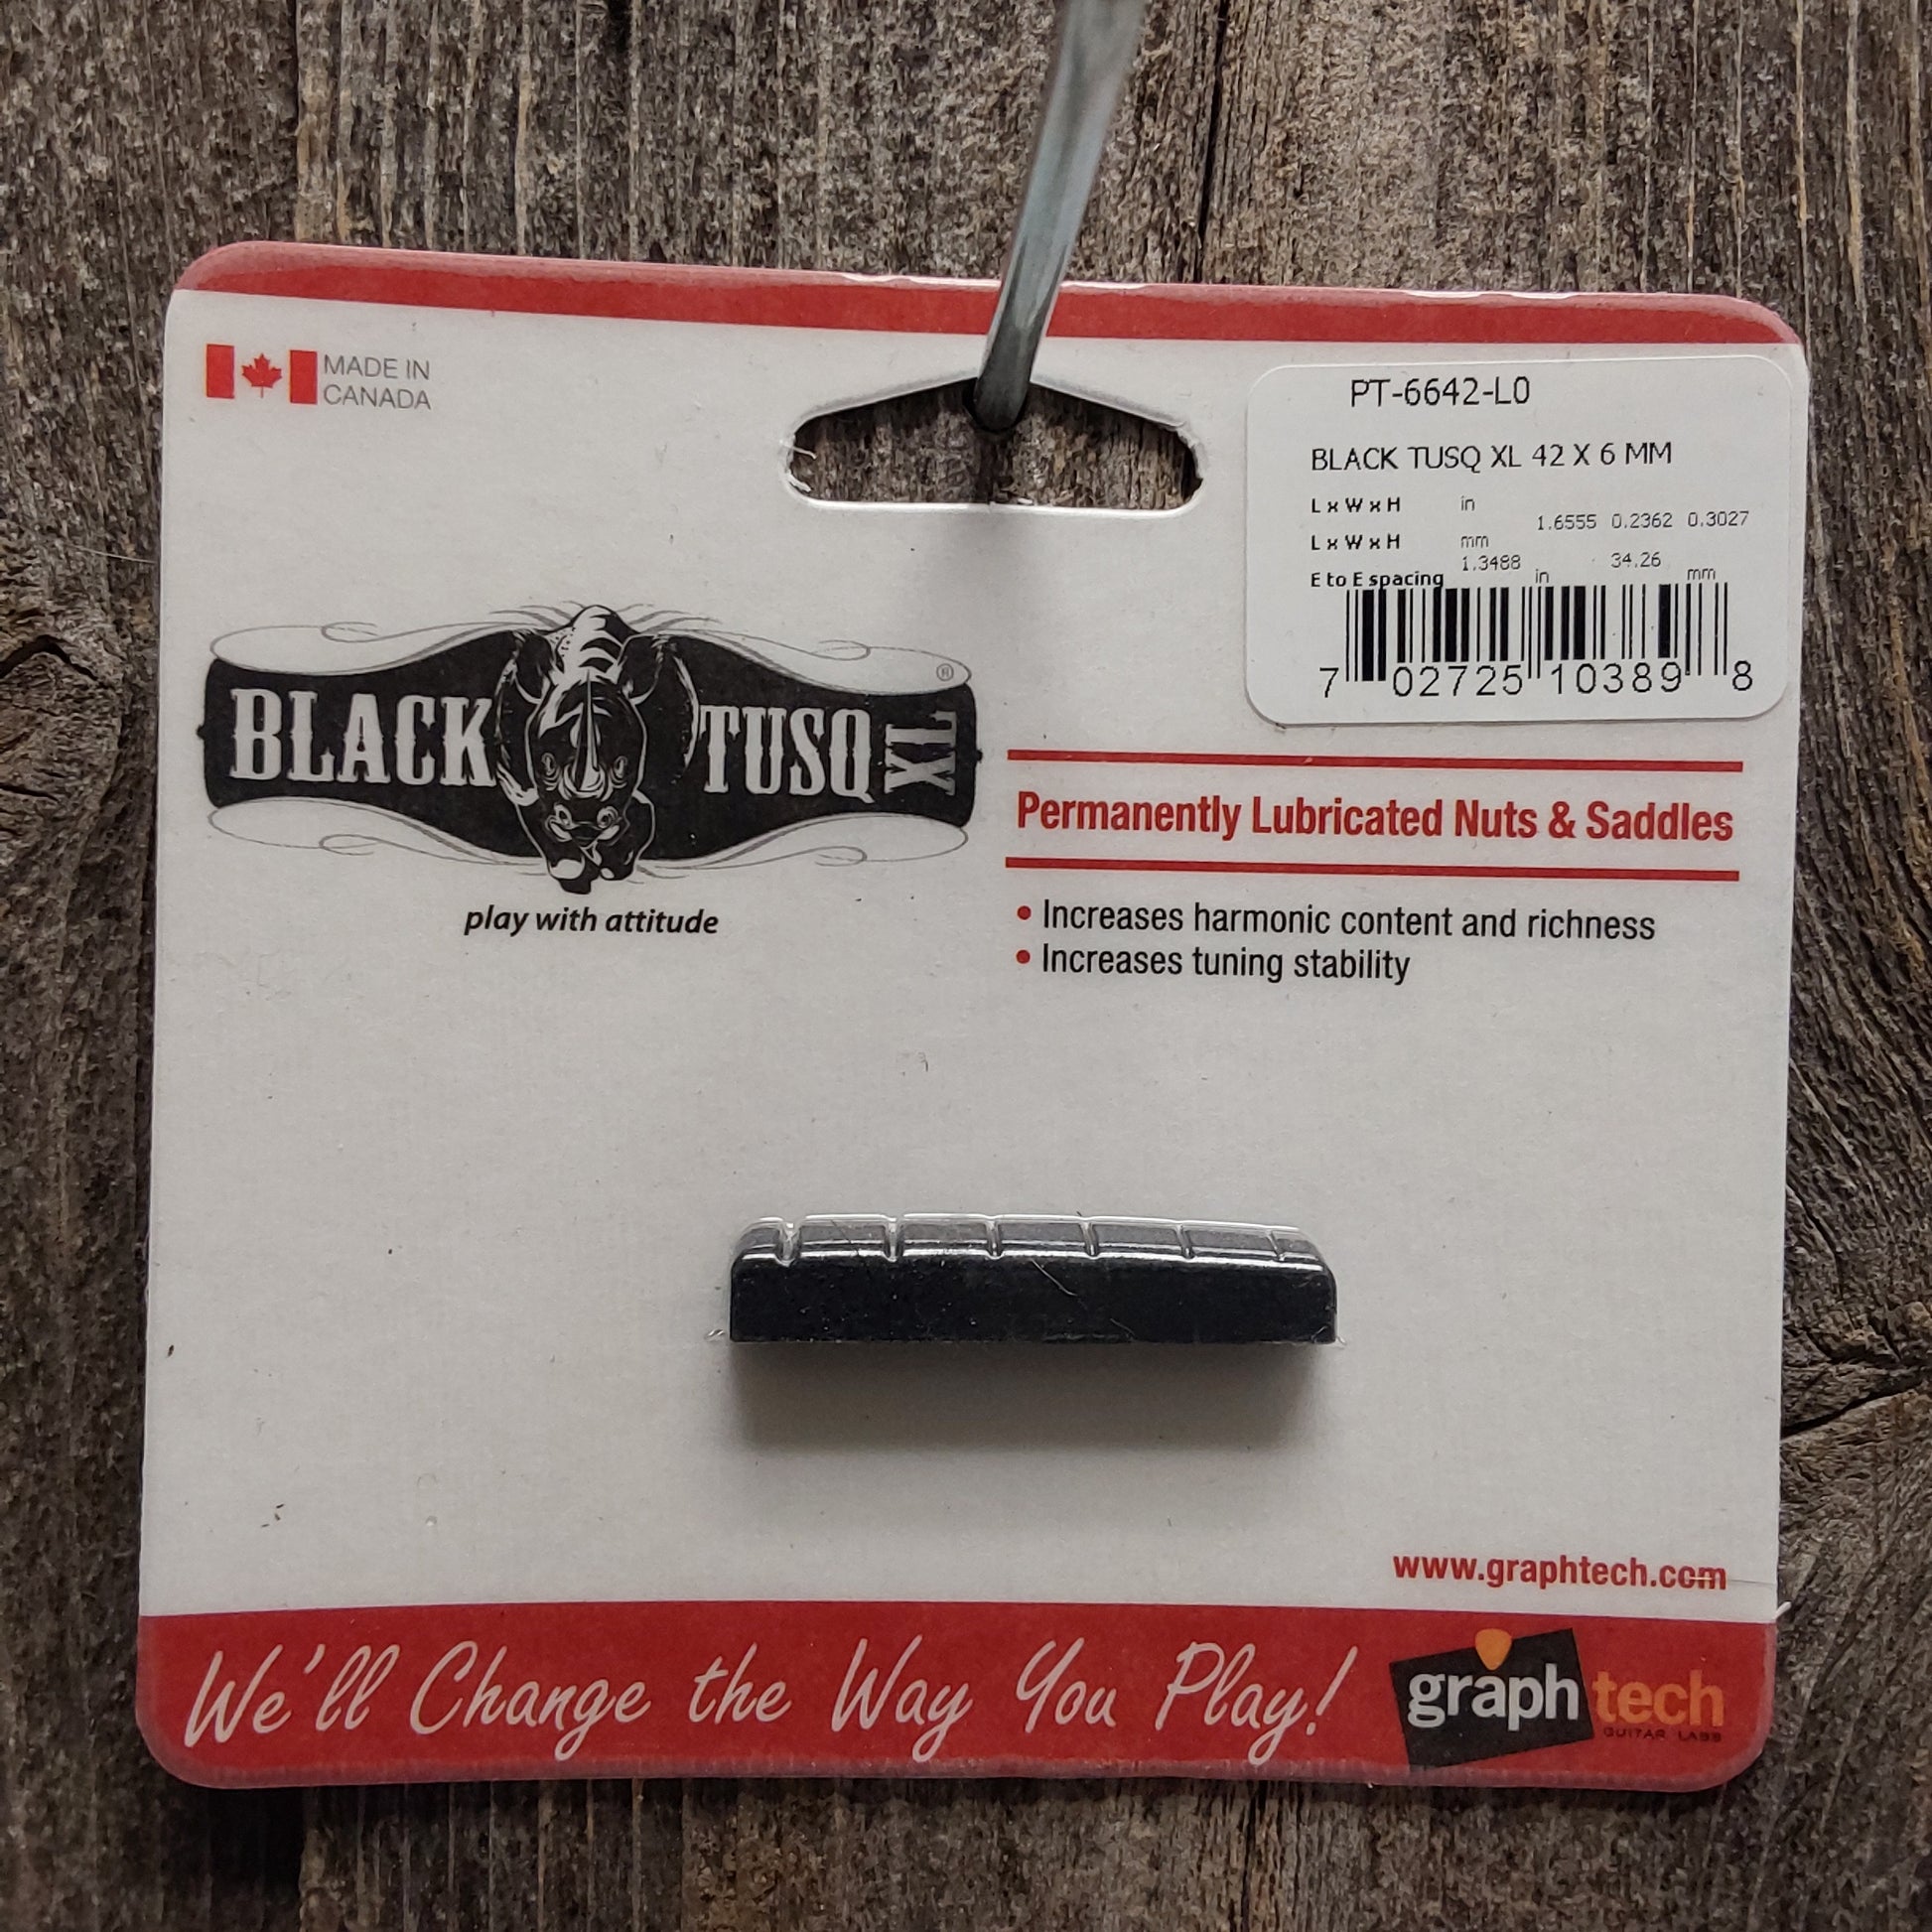 MADE IN
CANADA
PT-6642-L0
BLACK TUSQ XL 42 X 6 MM
L x W x H in 1.6555 0.2362 0.3027
L x W x H mm
E to E spacing 1.3488 in 34.26 mm
7 02725 10389 8
BLACK TUSQ XL ®
play with attitude
Permanently Lubricated Nuts & Saddles
• Increases harmonic content and richness
• Increases tuning stability
www.graphtech.com
We'll Change the Way You Play!
graph tech
GUITAR LABS